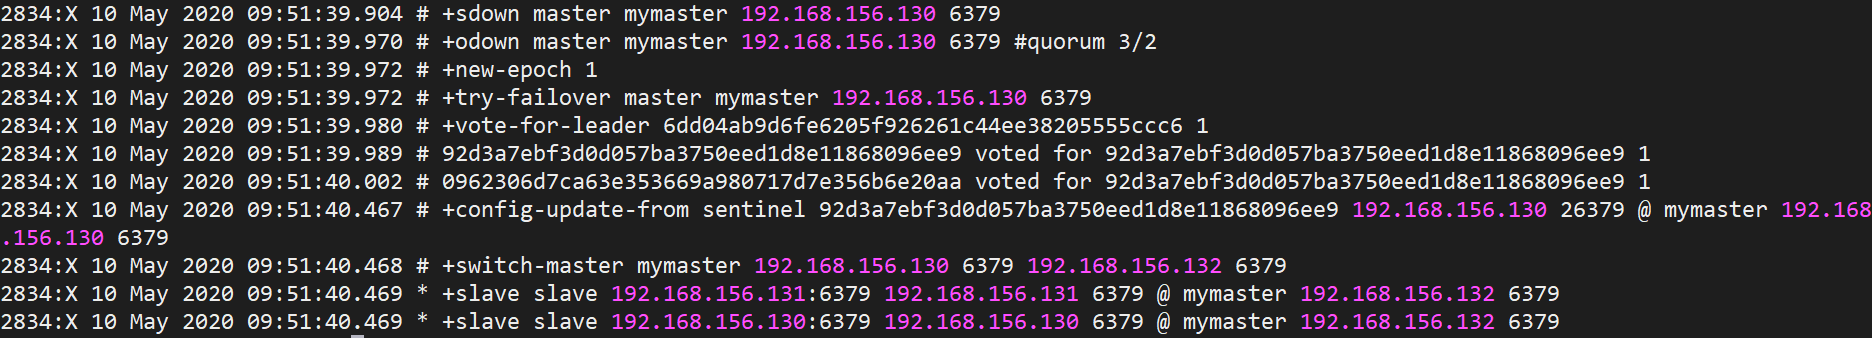 2834:X 10 May 2020 09:51:39.904 # +sdown master mymaster 192.168.156.130 6379
2834:X 10 May 2020 09:51:39.970 # +odown master mymaster 192.168.156.130 6379 #quorum 3/2
2834:X 10 May 2020 09:51:39.972 # +new-epoch 1
2834:X 10 May 2020 09:51:39.972 # +try-failover master mymaster 192.168.156.130 6379
2834:X 10 May 2020 09:51:39.980 # +vote-for-leader 6dd04ab9d6fe6205f926261c44ee38205555ccc6 1
2834:X 10 May 2020 09:51:39.989 # 92d3a7ebf3d0d057ba3750eed1d8e11868096ee9 voted for 92d3a7ebf3d0d057ba3750eed1d8e11868096ee9 1
2834:X 10 May 2020 09:51:40.002 # 0962306d7ca63e353669a980717d7e356b6e20aa voted for 92d3a7ebf3d0d057ba3750eed1d8e11868096ee9 1
2834:X 10 May 2020 09:51:40.467 # +config-update-from sentinel 92d3a7ebf3d0d057ba3750eed1d8e11868096ee9 192.168.156.130 26379 @ mymaster 192.168
.156.130 6379
2834:X 10 May 2020 09:51:40.468 # +switch-master mymaster 192.168.156.130 6379 192.168.156.132 6379
2834:X 10 May 2020 09:51:40.469 * +slave slave 192.168.156.131:6379 192.168.156.131 6379 @ mymaster 192.168.156.132 6379
2834:X 10 May 2020 09:51:40.469 * +slave slave 192.168.156.130:6379 192.168.156.130 6379 @ mymaster 192.168.156.132 6379